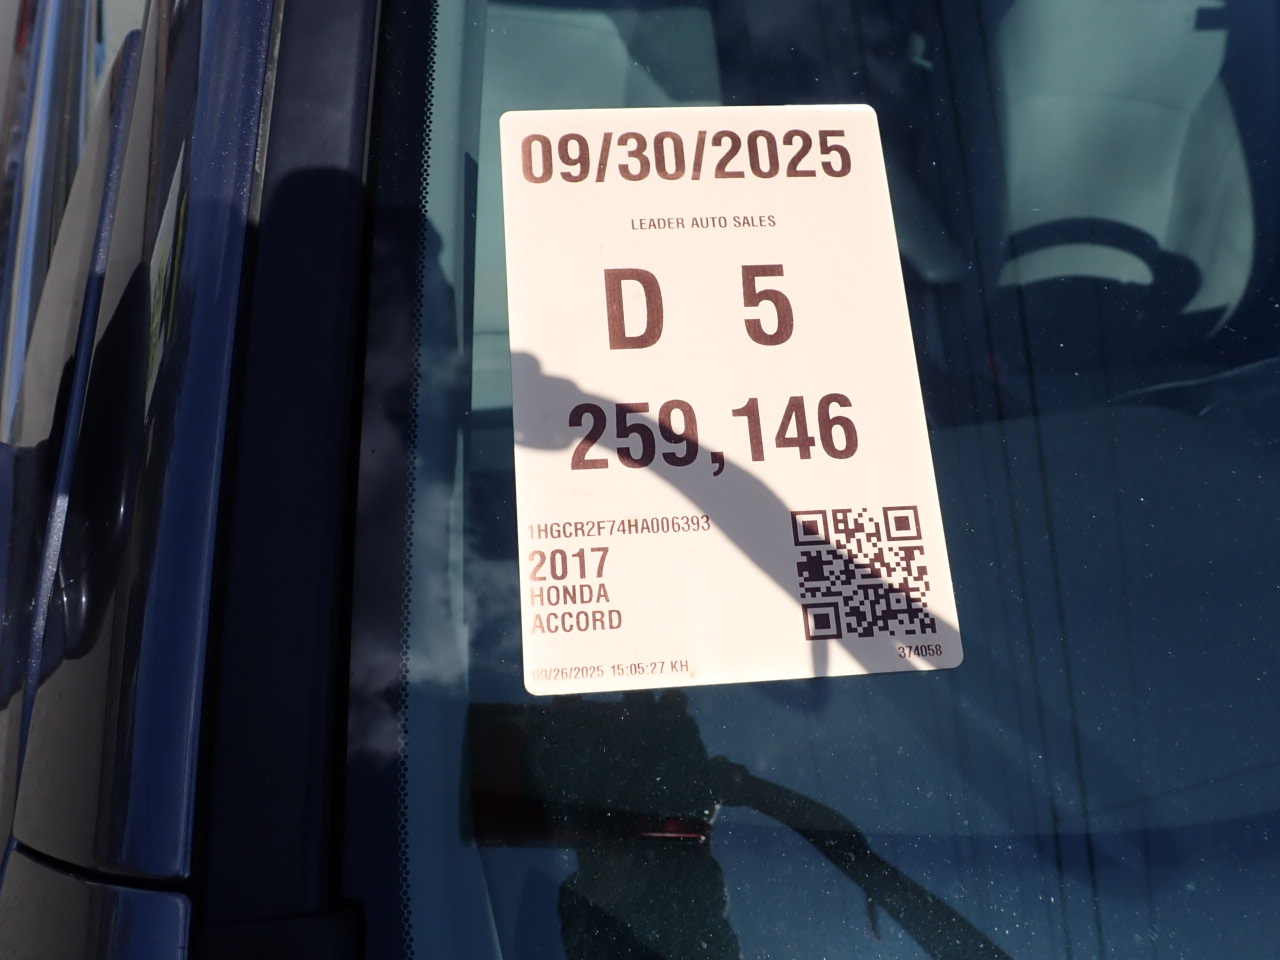 09/30/2025
LEADER AUTO SALES
D 5
259,146
1HGCR2F74HA006393
2017
HONDA
ACCORD
374058
09/26/2025 15:05:27 KH